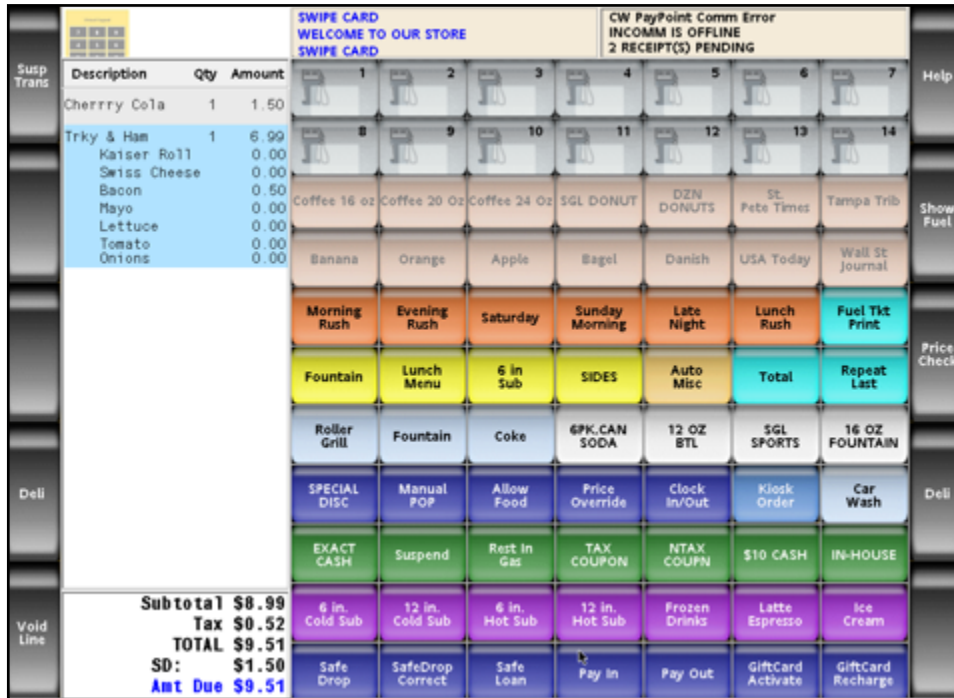 SWIPE CARD
WELCOME TO OUR STORE
SWIPE CARD
CW PayPoint Comm Error
INCOMM IS OFFLINE
2 RECEIPT(S) PENDING
Susp Trans
Help
Show Fuel
Price Check
Deli
Deli
Void Line
Description Qty Amount
Cherrry Cola 1 1.50
Trky & Ham 1 6.99
Kaiser Roll 0.00
Swiss Cheese 0.00
Bacon 0.50
Mayo 0.00
Lettuce 0.00
Tomato 0.00
Onions 0.00
Subtotal $8.99
Tax $0.52
TOTAL $9.51
SD: $1.50
Amt Due $9.51
1 2 3 4 5 6 7
8 9 10 11 12 13 14
Coffee 16 oz Coffee 20 Oz Coffee 24 Oz SGL DONUT DZN DONUTS St. Pete Times Tampa Trib
Banana Orange Apple Bagel Danish USA Today Wall St Journal
Morning Rush Evening Rush Saturday Sunday Morning Late Night Lunch Rush Fuel Tkt Print
Fountain Lunch Menu 6 in Sub SIDES Auto Misc Total Repeat Last
Roller Grill Fountain Coke 6PK.CAN SODA 12 OZ BTL SGL SPORTS 16 OZ FOUNTAIN
SPECIAL DISC Manual POP Allow Food Price Override Clock In/Out Kiosk Order Car Wash
EXACT CASH Suspend Rest In Gas TAX COUPON NTAX COUPN $10 CASH IN-HOUSE
6 in. Cold Sub 12 in. Cold Sub 6 in. Hot Sub 12 in. Hot Sub Frozen Drinks Latte Espresso Ice Cream
Safe Drop SafeDrop Correct Safe Loan Pay In Pay Out GiftCard Activate GiftCard Recharge